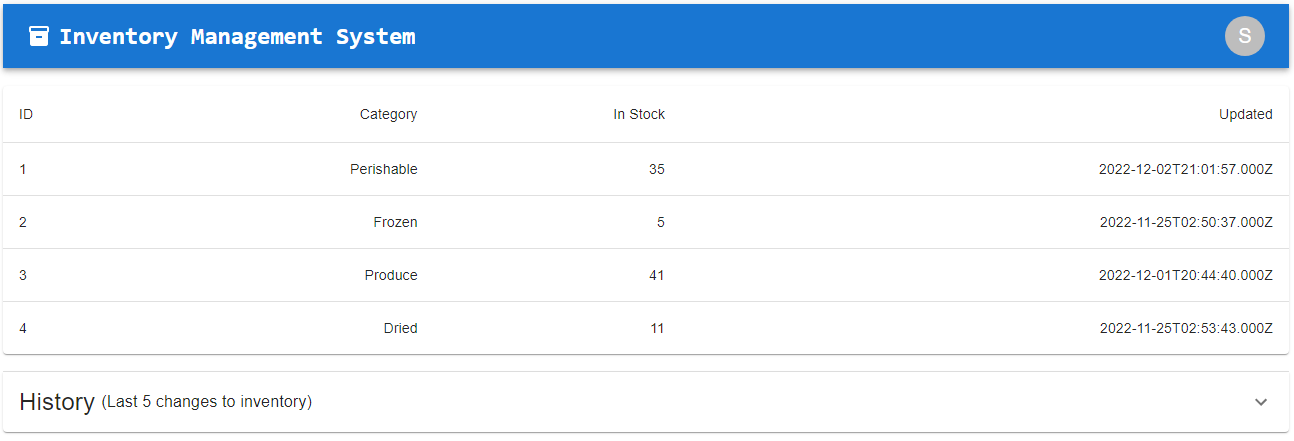 Inventory Management System S
ID Category In Stock Updated
1 Perishable 35 2022-12-02T21:01:57.000Z
2 Frozen 5 2022-11-25T02:50:37.000Z
3 Produce 41 2022-12-01T20:44:40.000Z
4 Dried 11 2022-11-25T02:53:43.000Z
History (Last 5 changes to inventory)